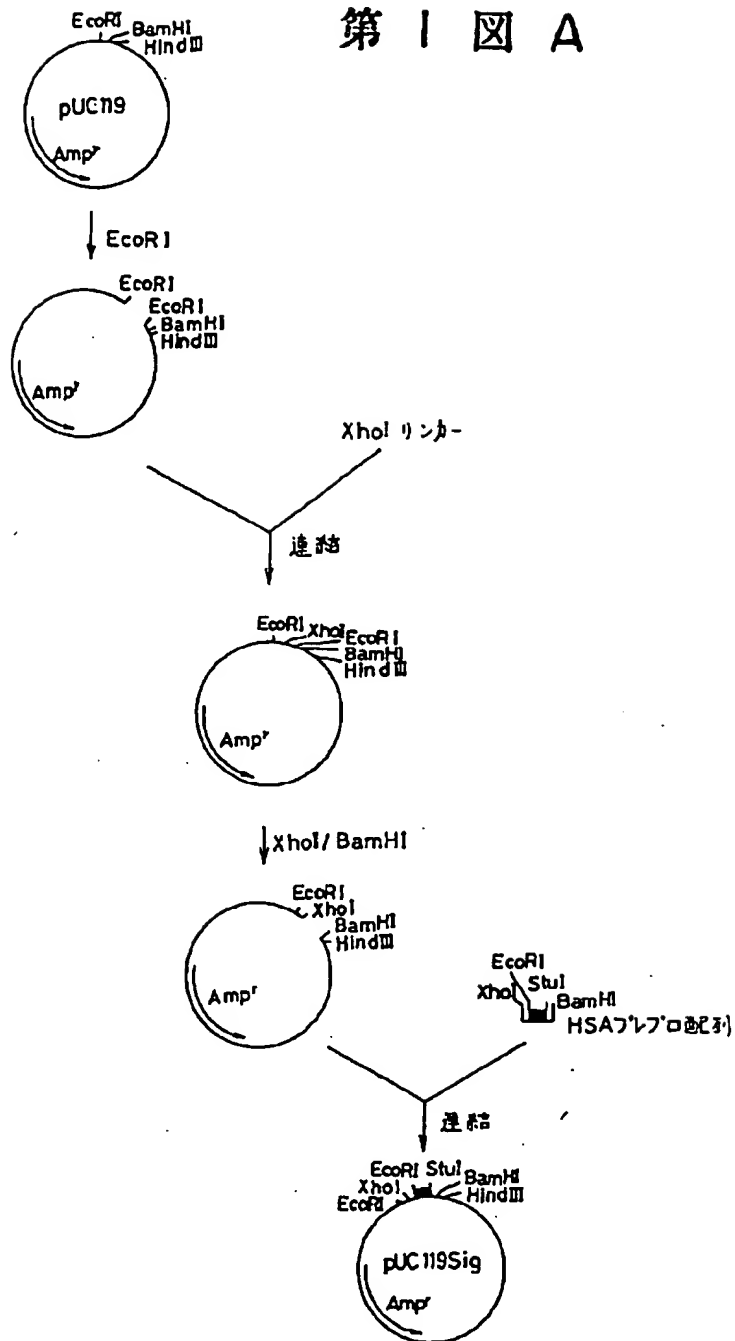 第1図A
EcoRI
BamHI
HindⅢ
pUC119
Ampʳ
EcoRI
EcoRI
EcoRI
BamHI
HindⅢ
Ampʳ
XhoI リンカー
連結
EcoRI
XhoI
EcoRI
BamHI
HindⅢ
Ampʳ
XhoI/BamHI
EcoRI
XhoI
BamHI
HindⅢ
Ampʳ
EcoRI
XhoI
StuI
BamHI
HSAプレプロ配列
連結
EcoRI StuI
BamHI
XhoI
HindⅢ
EcoRI
pUC119Sig
Ampʳ